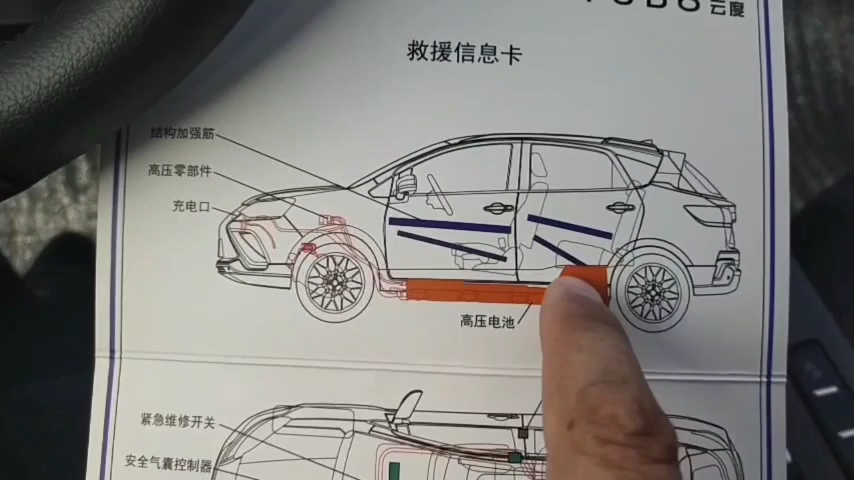 云度
救援信息卡
结构加强筋
高压零部件
充电口
高压电池
紧急维修开关
安全气囊控制器